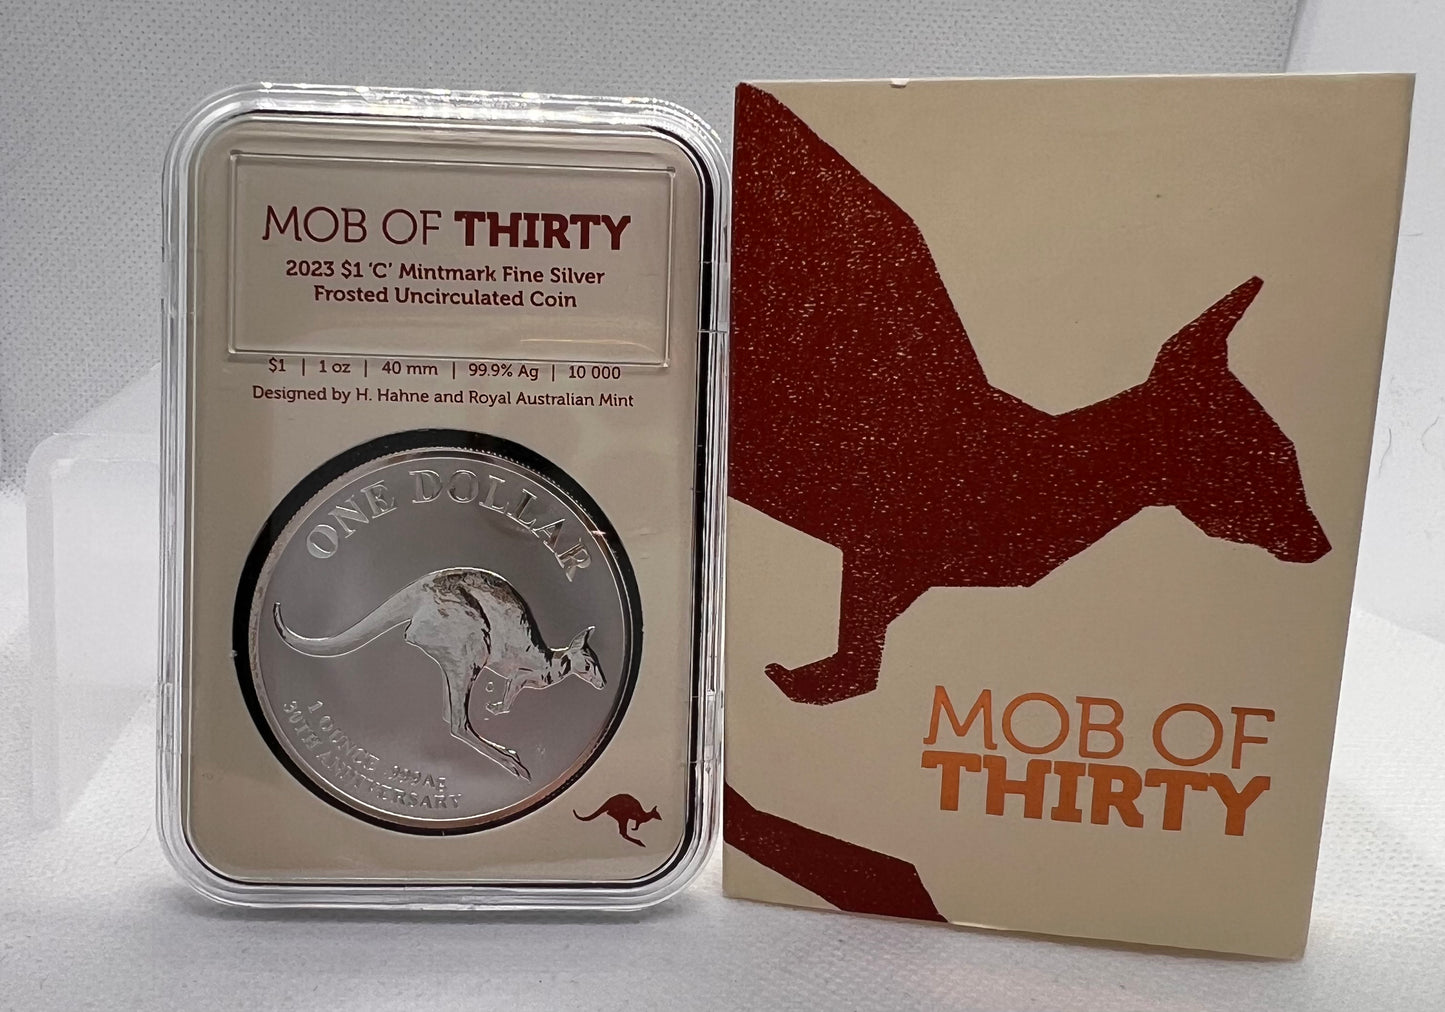 MOB OF THIRTY
2023 $1 ‘C’ Mintmark Fine Silver
Frosted Uncirculated Coin
$1 | 1 oz | 40 mm | 99.9% Ag | 10 000
Designed by H. Hahne and Royal Australian Mint
ONE DOLLAR
C
1 OUNCE .999 Ag
30TH ANNIVERSARY
MOB OF
THIRTY